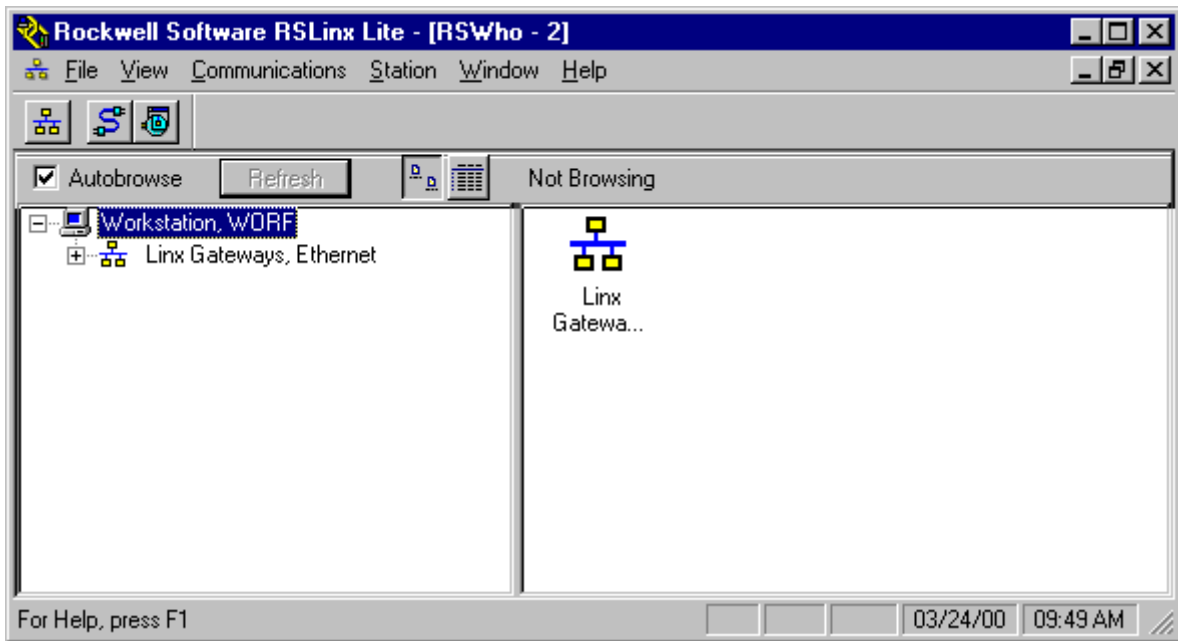 Rockwell Software RSLinx Lite - [RSWho - 2]
File View Communications Station Window Help
Autobrowse Refresh Not Browsing
Workstation, WORF
Linx Gateways, Ethernet
Linx
Gatewa...
For Help, press F1 03/24/00 09:49 AM